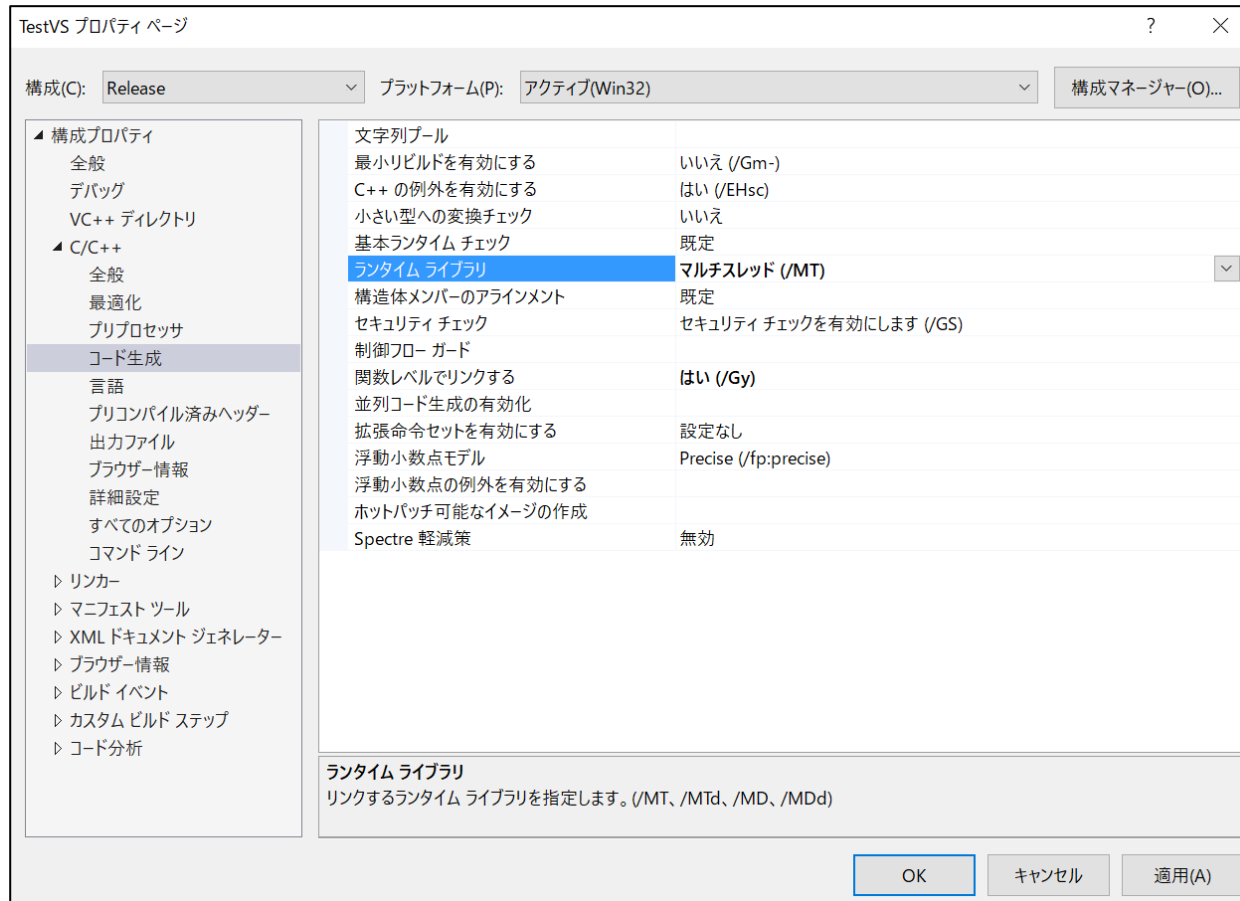 TestVS プロパティ ページ
?
構成(C): Release プラットフォーム(P): アクティブ(Win32) 構成マネージャー(O)...
構成プロパティ
全般
デバッグ
VC++ ディレクトリ
C/C++
全般
最適化
プリプロセッサ
コード生成
言語
プリコンパイル済みヘッダー
出力ファイル
ブラウザー情報
詳細設定
すべてのオプション
コマンド ライン
リンカー
マニフェスト ツール
XML ドキュメント ジェネレーター
ブラウザー情報
ビルド イベント
カスタム ビルド ステップ
コード分析
文字列プール
最小リビルドを有効にする いいえ (/Gm-)
C++ の例外を有効にする はい (/EHsc)
小さい型への変換チェック いいえ
基本ランタイム チェック 既定
ランタイム ライブラリ マルチスレッド (/MT)
構造体メンバーのアラインメント 既定
セキュリティ チェック セキュリティ チェックを有効にします (/GS)
制御フロー ガード
関数レベルでリンクする はい (/Gy)
並列コード生成の有効化
拡張命令セットを有効にする 設定なし
浮動小数点モデル Precise (/fp:precise)
浮動小数点の例外を有効にする
ホットパッチ可能なイメージの作成
Spectre 軽減策 無効
ランタイム ライブラリ
リンクするランタイム ライブラリを指定します。(/MT、/MTd、/MD、/MDd)
OK キャンセル 適用(A)